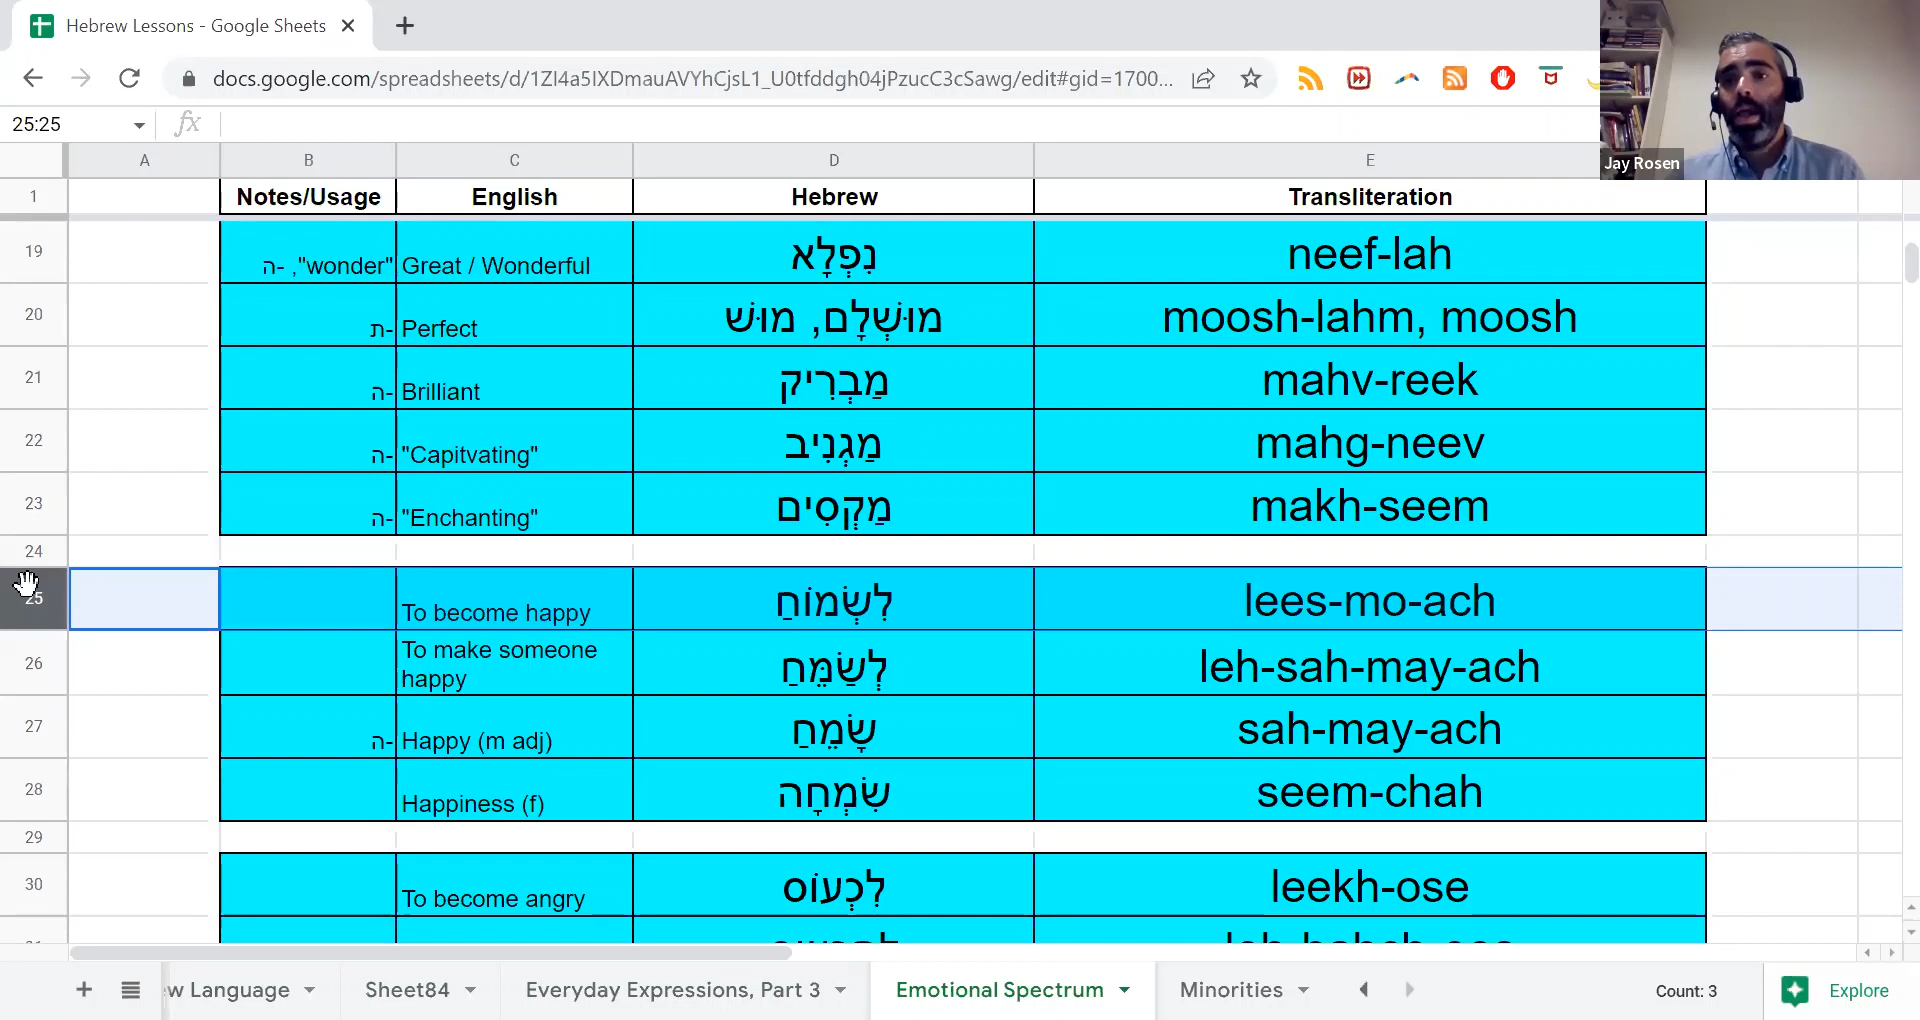 Hebrew Lessons - Google Sheets
docs.google.com/spreadsheets/d/1ZI4a5IXDmauAVYhCjsL1_U0tfddgh04jPzucC3cSawg/edit#gid=1700...
Jay Rosen
25:25
fx
A B C D E
1 Notes/Usage English Hebrew Transliteration
19 "wonder", -ה Great / Wonderful נִפְלָא neef-lah
20 -ת Perfect מוּשְׁלָם, מוּשׁ moosh-lahm, moosh
21 -ה Brilliant מַבְרִיק mahv-reek
22 -ה "Capitvating" מַגְנִיב mahg-neev
23 -ה "Enchanting" מַקְסִים makh-seem
24
25 To become happy לִשְׂמוֹחַ lees-mo-ach
26 To make someone
happy לְשַׂמֵּחַ leh-sah-may-ach
27 -ה Happy (m adj) שָׂמֵחַ sah-may-ach
28 Happiness (f) שִׂמְחָה seem-chah
29
30 To become angry לִכְעוֹס leekh-ose
w Language Sheet84 Everyday Expressions, Part 3 Emotional Spectrum Minorities Count: 3 Explore